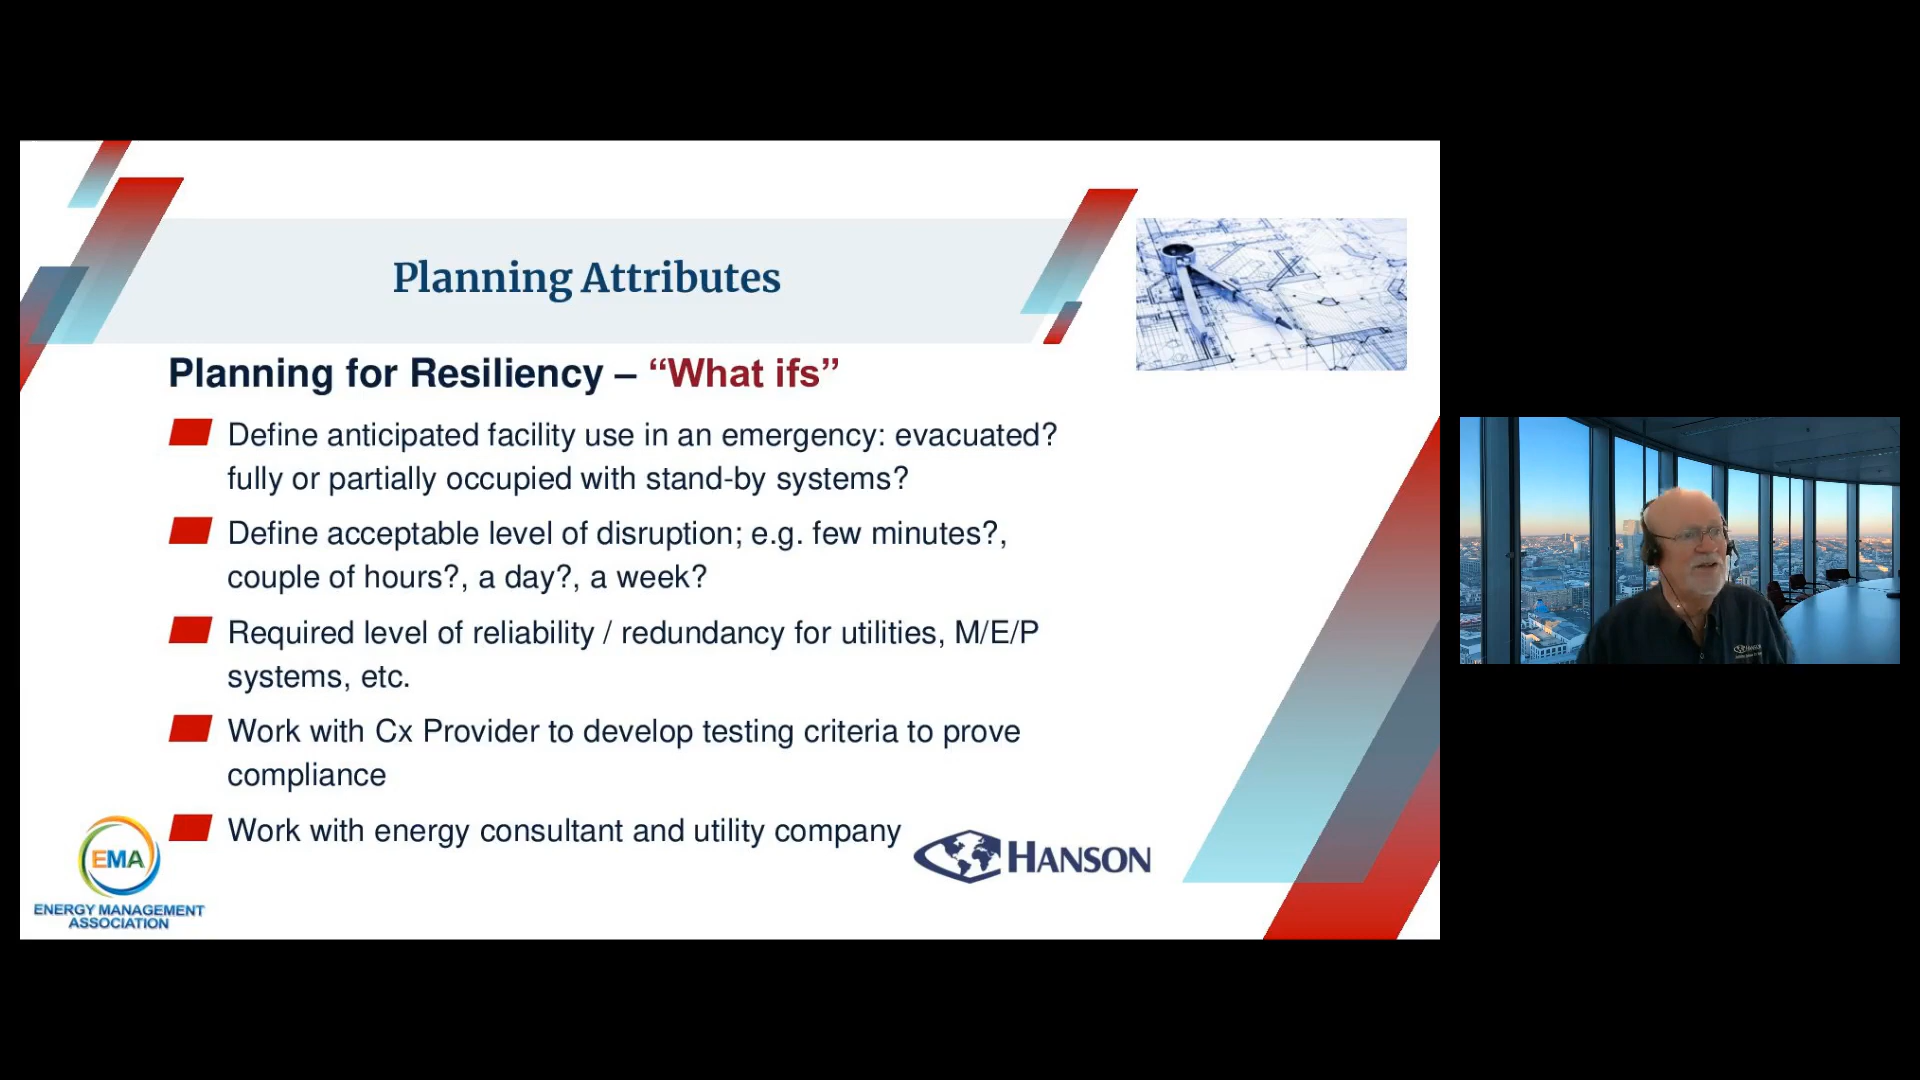 Planning Attributes
Planning for Resiliency – “What ifs”
Define anticipated facility use in an emergency: evacuated?
fully or partially occupied with stand-by systems?
Define acceptable level of disruption; e.g. few minutes?,
couple of hours?, a day?, a week?
Required level of reliability / redundancy for utilities, M/E/P
systems, etc.
Work with Cx Provider to develop testing criteria to prove
compliance
Work with energy consultant and utility company
EMA
ENERGY MANAGEMENT
ASSOCIATION
HANSON
HANSON